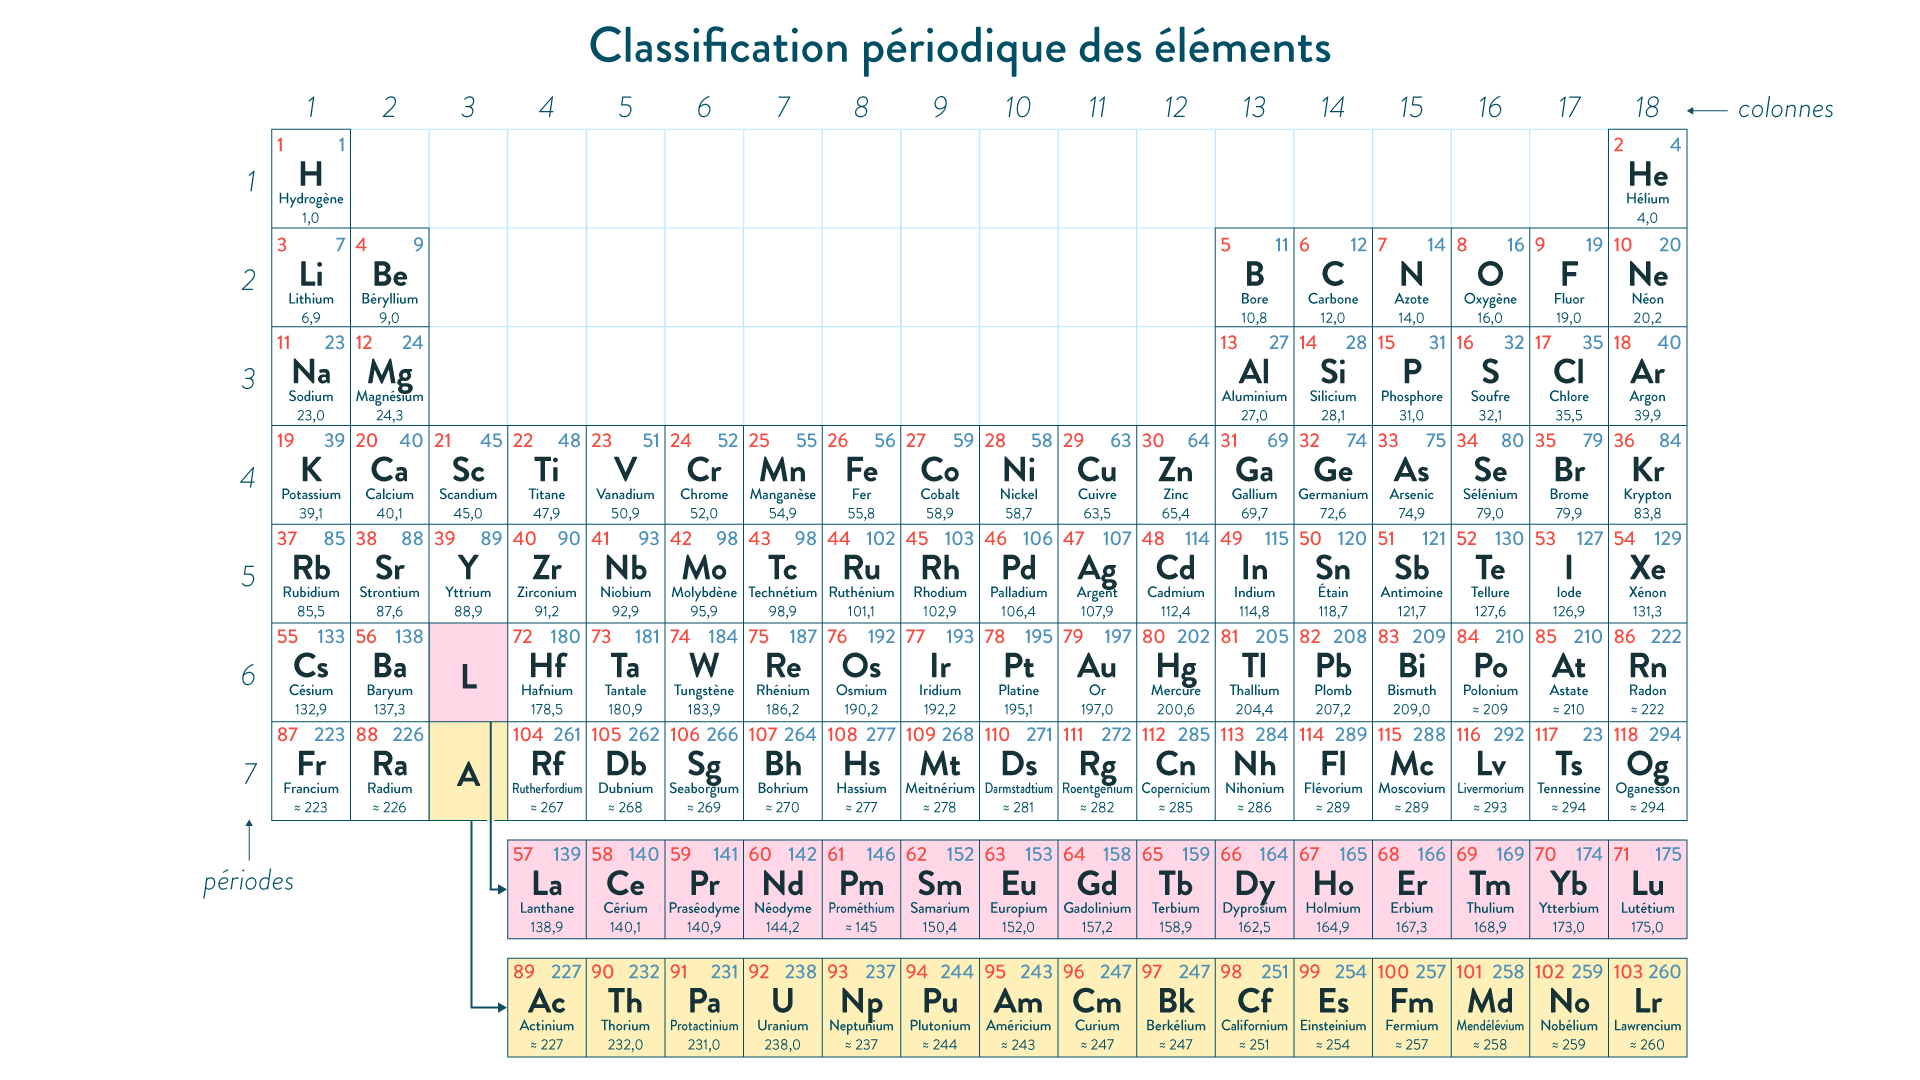 Classification périodique des éléments
1 2 3 4 5 6 7 8 9 10 11 12 13 14 15 16 17 18 colonnes
1 1 2 4
1 H He
Hydrogène Hélium
1,0 4,0
3 7 4 9 5 11 6 12 7 14 8 16 9 19 10 20
2 Li Be B C N O F Ne
Lithium Béryllium Bore Carbone Azote Oxygène Fluor Néon
6,9 9,0 10,8 12,0 14,0 16,0 19,0 20,2
11 23 12 24 13 27 14 28 15 31 16 32 17 35 18 40
3 Na Mg Al Si P S Cl Ar
Sodium Magnésium Aluminium Silicium Phosphore Soufre Chlore Argon
23,0 24,3 27,0 28,1 31,0 32,1 35,5 39,9
19 39 20 40 21 45 22 48 23 51 24 52 25 55 26 56 27 59 28 58 29 63 30 64 31 69 32 74 33 75 34 80 35 79 36 84
4 K Ca Sc Ti V Cr Mn Fe Co Ni Cu Zn Ga Ge As Se Br Kr
Potassium Calcium Scandium Titane Vanadium Chrome Manganèse Fer Cobalt Nickel Cuivre Zinc Gallium Germanium Arsenic Sélénium Brome Krypton
39,1 40,1 45,0 47,9 50,9 52,0 54,9 55,8 58,9 58,7 63,5 65,4 69,7 72,6 74,9 79,0 79,9 83,8
37 85 38 88 39 89 40 90 41 93 42 98 43 98 44 102 45 103 46 106 47 107 48 114 49 115 50 120 51 121 52 130 53 127 54 129
5 Rb Sr Y Zr Nb Mo Tc Ru Rh Pd Ag Cd In Sn Sb Te I Xe
Rubidium Strontium Yttrium Zirconium Niobium Molybdène Technétium Ruthénium Rhodium Palladium Argent Cadmium Indium Étain Antimoine Tellure Iode Xénon
85,5 87,6 88,9 91,2 92,9 95,9 98,9 101,1 102,9 106,4 107,9 112,4 114,8 118,7 121,7 127,6 126,9 131,3
55 133 56 138 72 180 73 181 74 184 75 187 76 192 77 193 78 195 79 197 80 202 81 205 82 208 83 209 84 210 85 210 86 222
6 Cs Ba L Hf Ta W Re Os Ir Pt Au Hg Tl Pb Bi Po At Rn
Césium Baryum Hafnium Tantale Tungstène Rhénium Osmium Iridium Platine Or Mercure Thallium Plomb Bismuth Polonium Astate Radon
132,9 137,3 178,5 180,9 183,9 186,2 190,2 192,2 195,1 197,0 200,6 204,4 207,2 209,0 ≈ 209 ≈ 210 ≈ 222
87 223 88 226 104 261 105 262 106 266 107 264 108 277 109 268 110 271 111 272 112 285 113 284 114 289 115 288 116 292 117 23 118 294
7 Fr Ra A Rf Db Sg Bh Hs Mt Ds Rg Cn Nh Fl Mc Lv Ts Og
Francium Radium Rutherfordium Dubnium Seaborgium Bohrium Hassium Meitnérium Darmstadtium Roentgenium Copernicium Nihonium Flévorium Moscovium Livermorium Tennessine Oganesson
≈ 223 ≈ 226 ≈ 267 ≈ 268 ≈ 269 ≈ 270 ≈ 277 ≈ 278 ≈ 281 ≈ 282 ≈ 285 ≈ 286 ≈ 289 ≈ 289 ≈ 293 ≈ 294 ≈ 294
périodes
57 139 58 140 59 141 60 142 61 146 62 152 63 153 64 158 65 159 66 164 67 165 68 166 69 169 70 174 71 175
La Ce Pr Nd Pm Sm Eu Gd Tb Dy Ho Er Tm Yb Lu
Lanthane Cérium Praséodyme Néodyme Prométhium Samarium Europium Gadolinium Terbium Dyprosium Holmium Erbium Thulium Ytterbium Lutétium
138,9 140,1 140,9 144,2 ≈ 145 150,4 152,0 157,2 158,9 162,5 164,9 167,3 168,9 173,0 175,0
89 227 90 232 91 231 92 238 93 237 94 244 95 243 96 247 97 247 98 251 99 254 100 257 101 258 102 259 103 260
Ac Th Pa U Np Pu Am Cm Bk Cf Es Fm Md No Lr
Actinium Thorium Protactinium Uranium Neptunium Plutonium Américium Curium Berkélium Californium Einsteinium Fermium Mendélévium Nobélium Lawrencium
≈ 227 232,0 231,0 238,0 ≈ 237 ≈ 244 ≈ 243 ≈ 247 ≈ 247 ≈ 251 ≈ 254 ≈ 257 ≈ 258 ≈ 259 ≈ 260